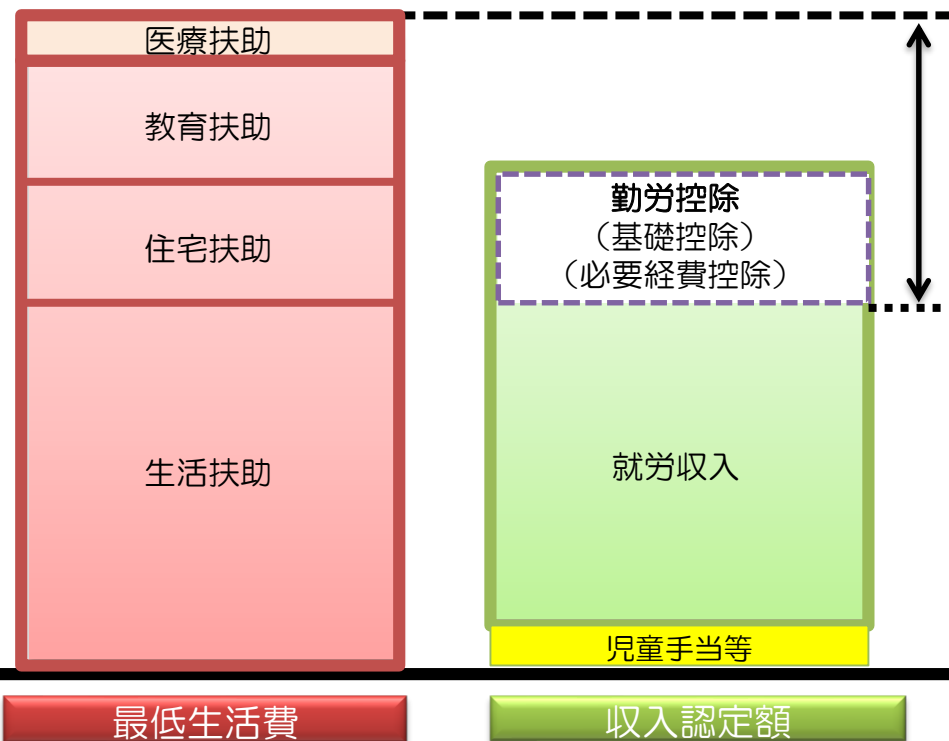 医療扶助
教育扶助
住宅扶助
生活扶助
勤労控除
（基礎控除）
（必要経費控除）
就労収入
児童手当等
最低生活費
収入認定額